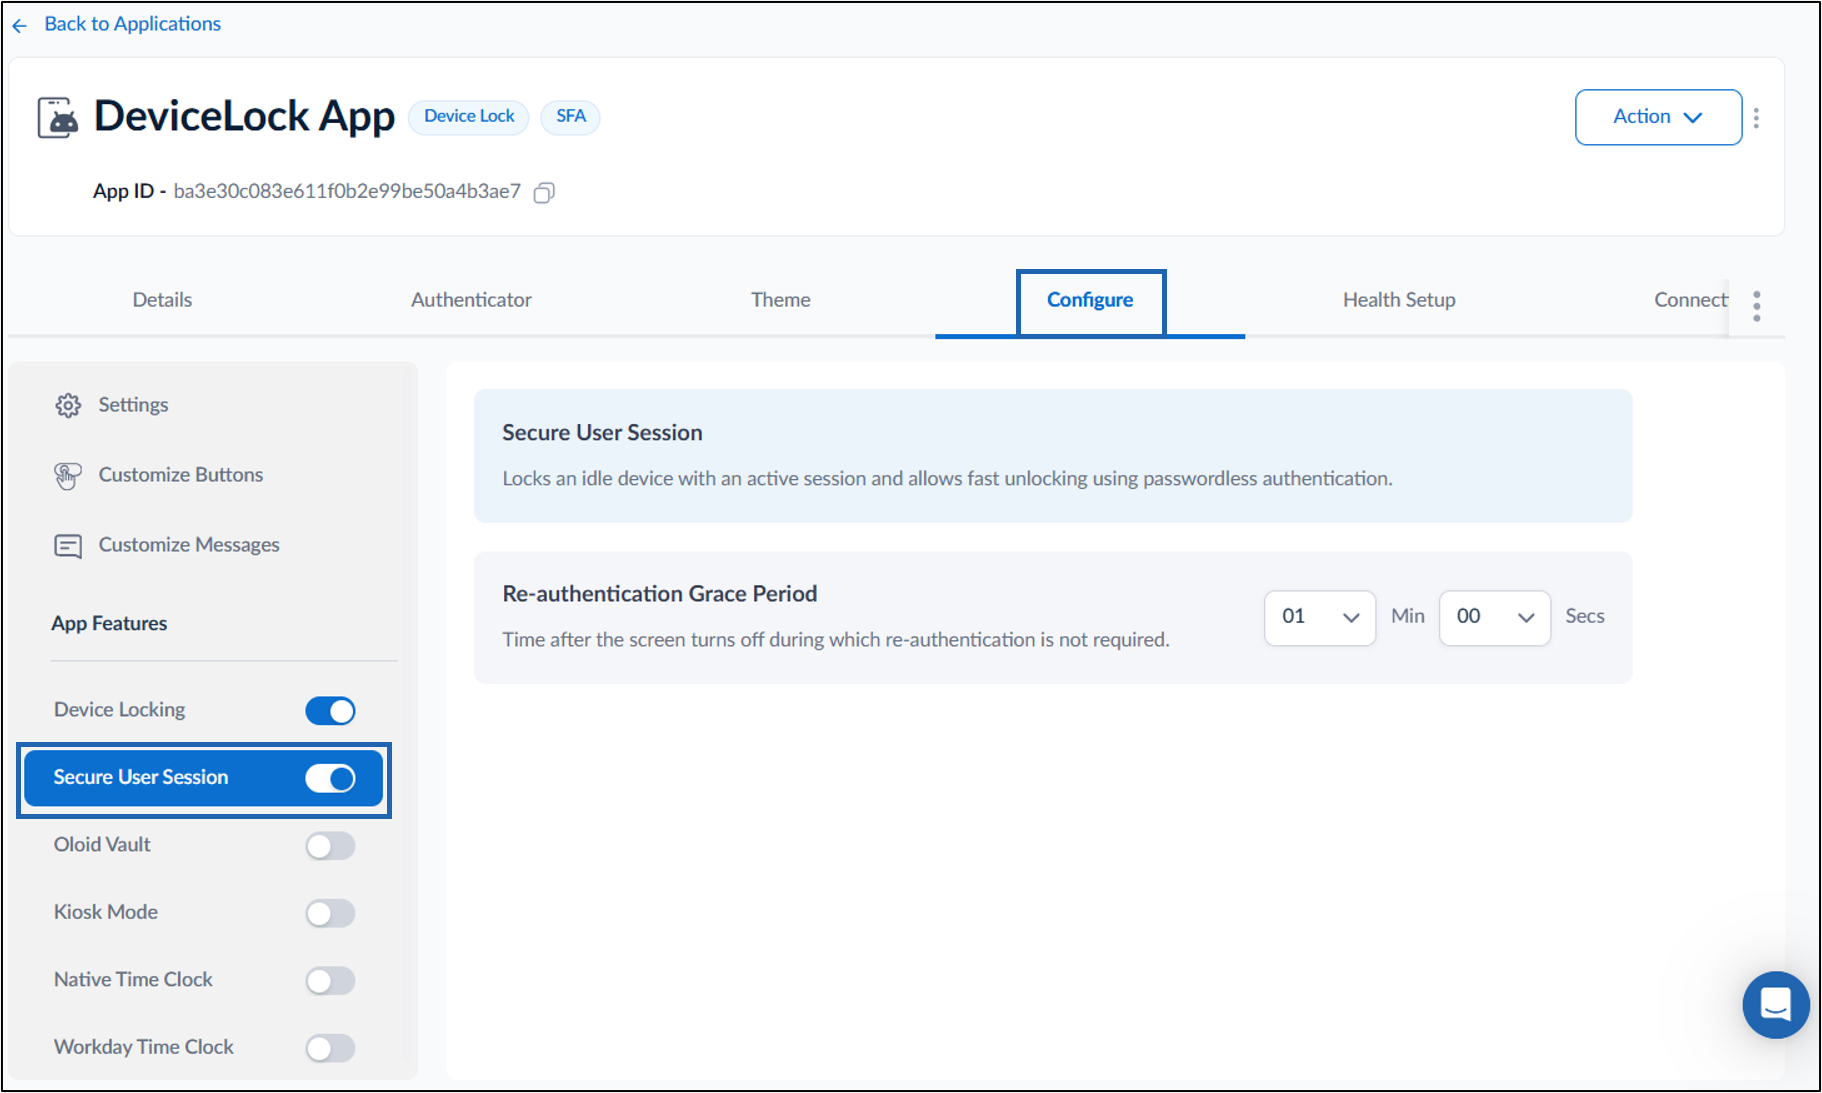 Back to Applications
DeviceLock App
Device Lock
SFA
Action
App ID - ba3e30c083e611f0b2e99be50a4b3ae7
Details
Authenticator
Theme
Configure
Health Setup
Connect
Settings
Customize Buttons
Customize Messages
App Features
Device Locking
Secure User Session
Oloid Vault
Kiosk Mode
Native Time Clock
Workday Time Clock
Secure User Session
Locks an idle device with an active session and allows fast unlocking using passwordless authentication.
Re-authentication Grace Period
Time after the screen turns off during which re-authentication is not required.
01 Min 00 Secs